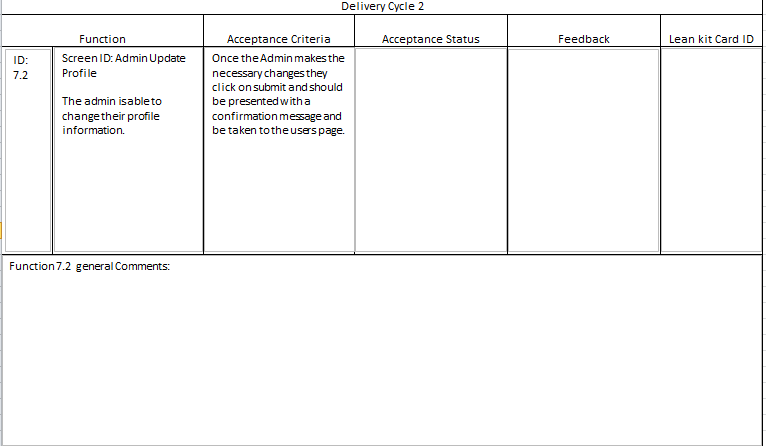 Delivery Cycle 2
Function
Acceptance Criteria
Acceptance Status
Feedback
Lean kit Card ID
ID:
7.2
Screen ID: Admin Update
Profile
The admin is able to
change their profile
information.
Once the Admin makes the
necessary changes they
click on submit and should
be presented with a
confirmation message and
be taken to the users page.
Function 7.2 general Comments: